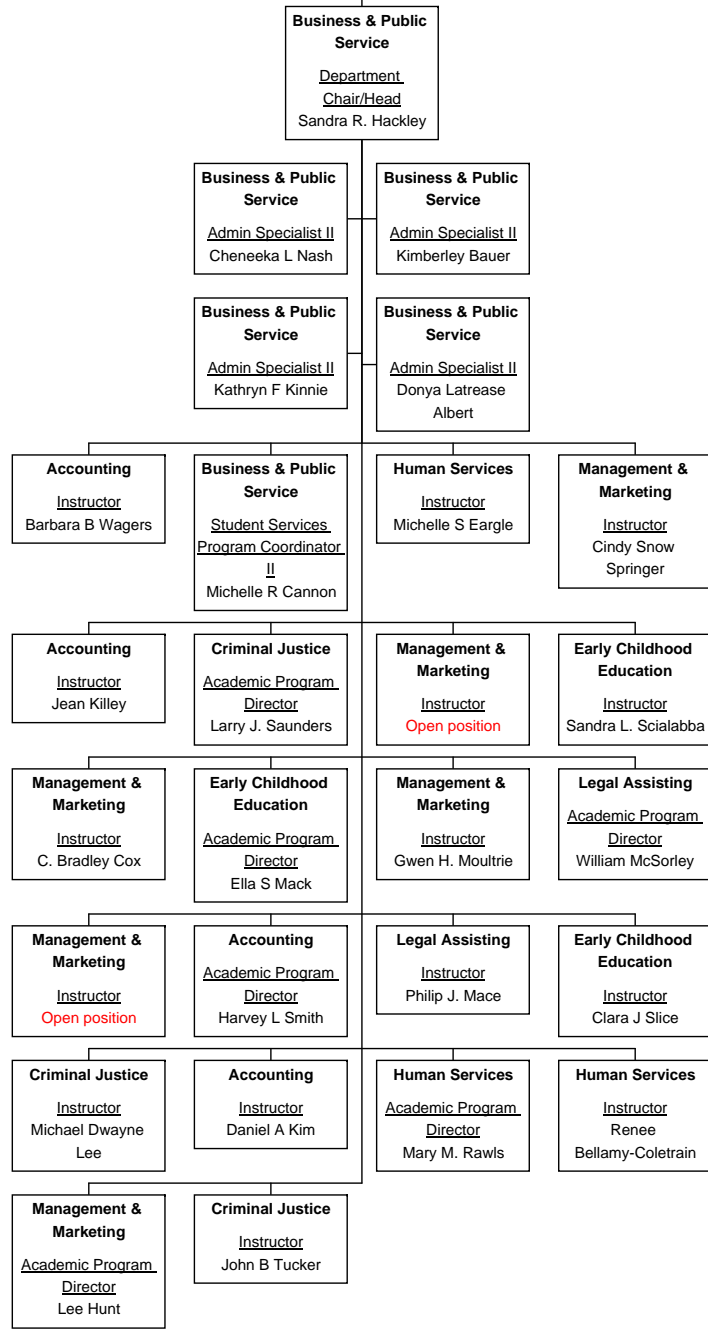 Business & Public
Service
Department
Chair/Head
Sandra R. Hackley
Business & Public
Service
Admin Specialist II
Cheneeka L Nash
Business & Public
Service
Admin Specialist II
Kimberley Bauer
Business & Public
Service
Admin Specialist II
Kathryn F Kinnie
Business & Public
Service
Admin Specialist II
Donya Latrease
Albert
Accounting
Instructor
Barbara B Wagers
Business & Public
Service
Student Services
Program Coordinator
II
Michelle R Cannon
Human Services
Instructor
Michelle S Eargle
Management &
Marketing
Instructor
Cindy Snow
Springer
Accounting
Instructor
Jean Killey
Criminal Justice
Academic Program
Director
Larry J. Saunders
Management &
Marketing
Instructor
Open position
Early Childhood
Education
Instructor
Sandra L. Scialabba
Management &
Marketing
Instructor
C. Bradley Cox
Early Childhood
Education
Academic Program
Director
Ella S Mack
Management &
Marketing
Instructor
Gwen H. Moultrie
Legal Assisting
Academic Program
Director
William McSorley
Management &
Marketing
Instructor
Open position
Accounting
Academic Program
Director
Harvey L Smith
Legal Assisting
Instructor
Philip J. Mace
Early Childhood
Education
Instructor
Clara J Slice
Criminal Justice
Instructor
Michael Dwayne
Lee
Accounting
Instructor
Daniel A Kim
Human Services
Academic Program
Director
Mary M. Rawls
Human Services
Instructor
Renee
Bellamy-Coletrain
Management &
Marketing
Academic Program
Director
Lee Hunt
Criminal Justice
Instructor
John B Tucker